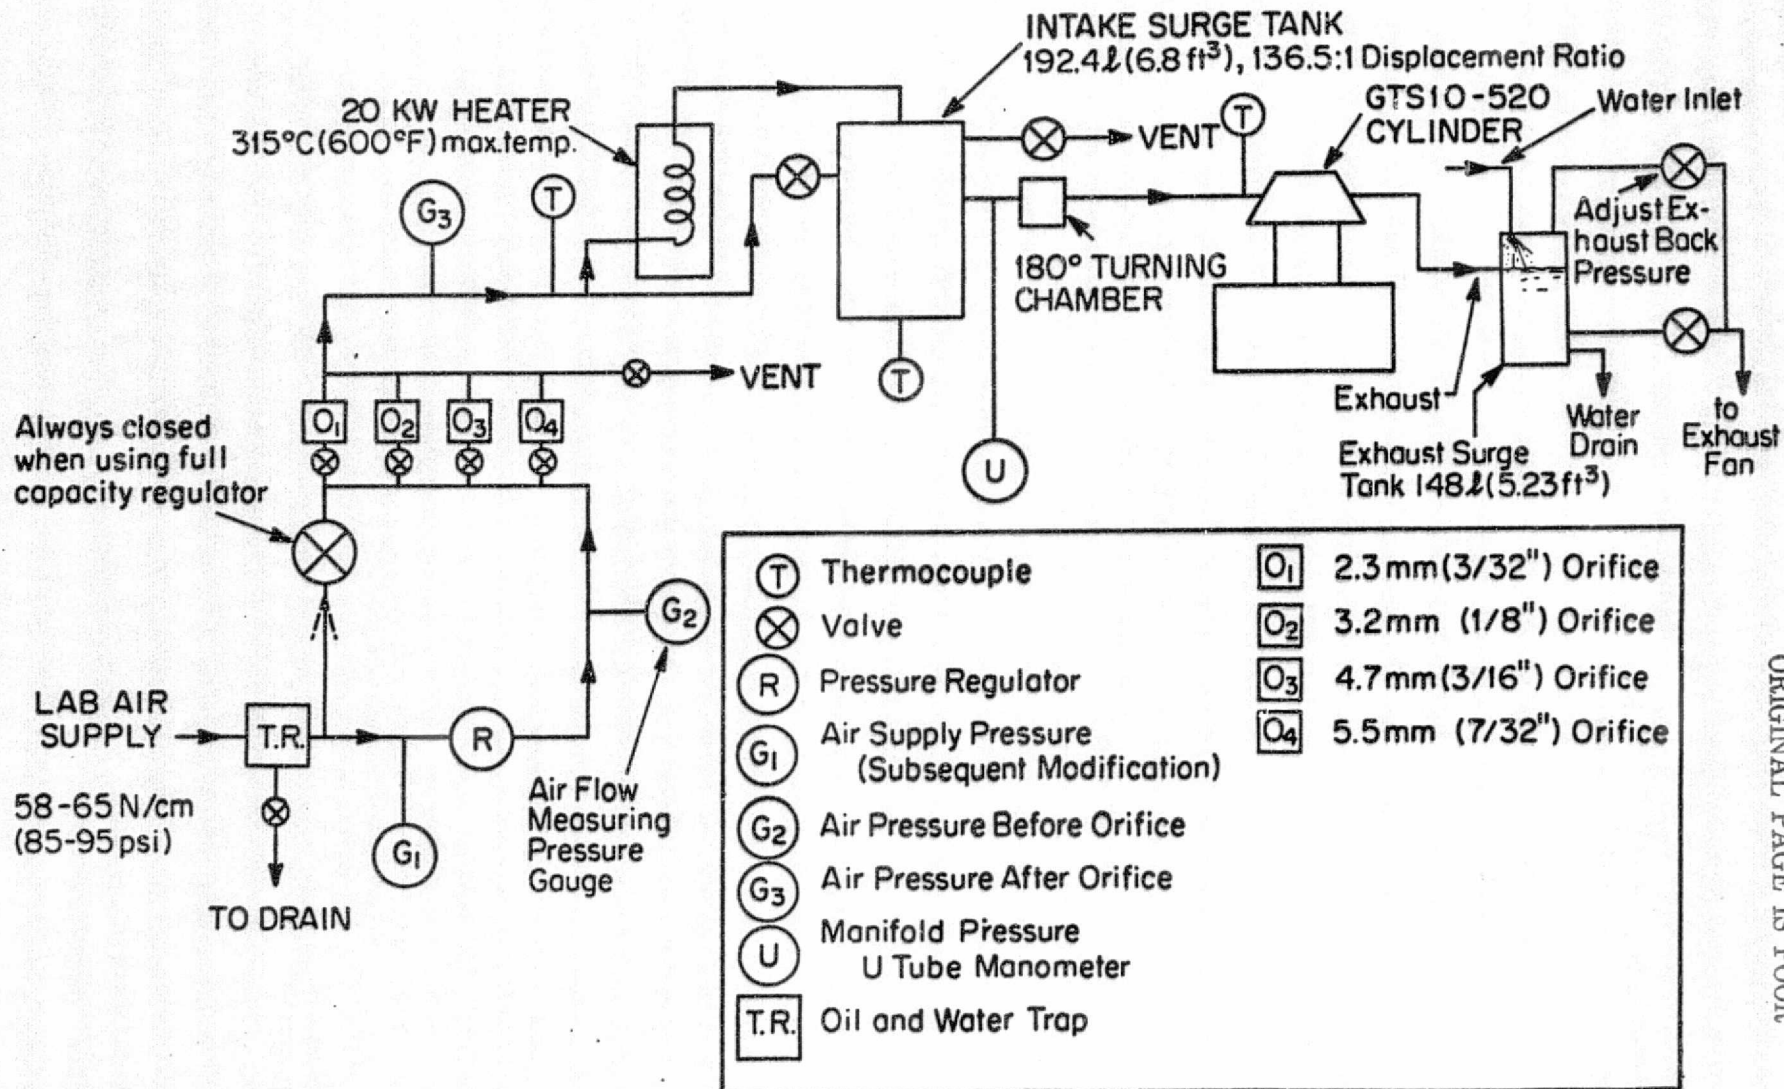 INTAKE SURGE TANK
192.4ℓ(6.8 ft³), 136.5:1 Displacement Ratio
20 KW HEATER
315°C(600°F) max.temp.
GTS10-520
CYLINDER
Water Inlet
VENT
T
G₃
T
Adjust Ex-
haust Back
Pressure
180° TURNING
CHAMBER
T
VENT
O₁
O₂
O₃
O₄
Always closed
when using full
capacity regulator
U
Exhaust
Water
Drain
to
Exhaust
Fan
Exhaust Surge
Tank 148ℓ(5.23ft³)
G₂
LAB AIR
SUPPLY
T.R.
R
58-65 N/cm
(85-95 psi)
G₁
Air Flow
Measuring
Pressure
Gauge
TO DRAIN
T Thermocouple
Valve
R Pressure Regulator
G₁ Air Supply Pressure
(Subsequent Modification)
G₂ Air Pressure Before Orifice
G₃ Air Pressure After Orifice
U Manifold Pressure
U Tube Manometer
T.R. Oil and Water Trap
O₁ 2.3mm(3/32") Orifice
O₂ 3.2mm (1/8") Orifice
O₃ 4.7mm(3/16") Orifice
O₄ 5.5mm (7/32") Orifice
ORIGINAL PAGE IS POOR